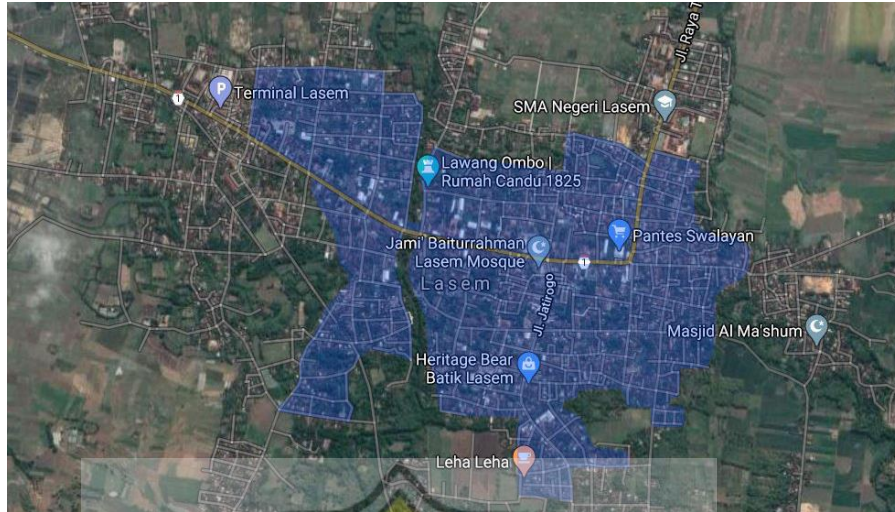 Jl. Raya T
1
P
Terminal Lasem
SMA Negeri Lasem
Lawang Ombo |
Rumah Candu 1825
Pantes Swalayan
Jami' Baiturrahman
Lasem Mosque
1
Lasem
Jl. Jatirogo
Masjid Al Ma'shum
Heritage Bear
Batik Lasem
Leha Leha